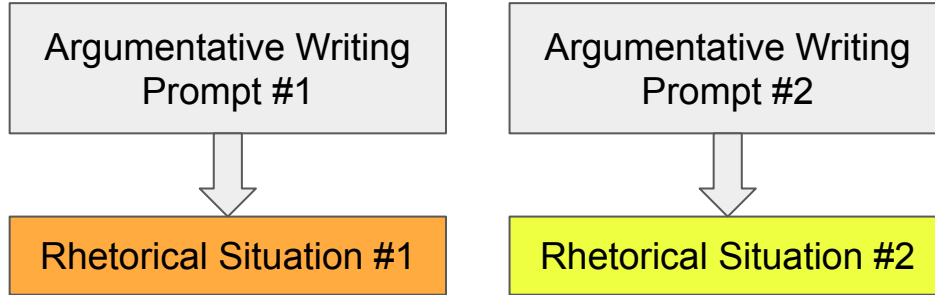 Argumentative Writing
Prompt #1
Argumentative Writing
Prompt #2
Rhetorical Situation #1
Rhetorical Situation #2